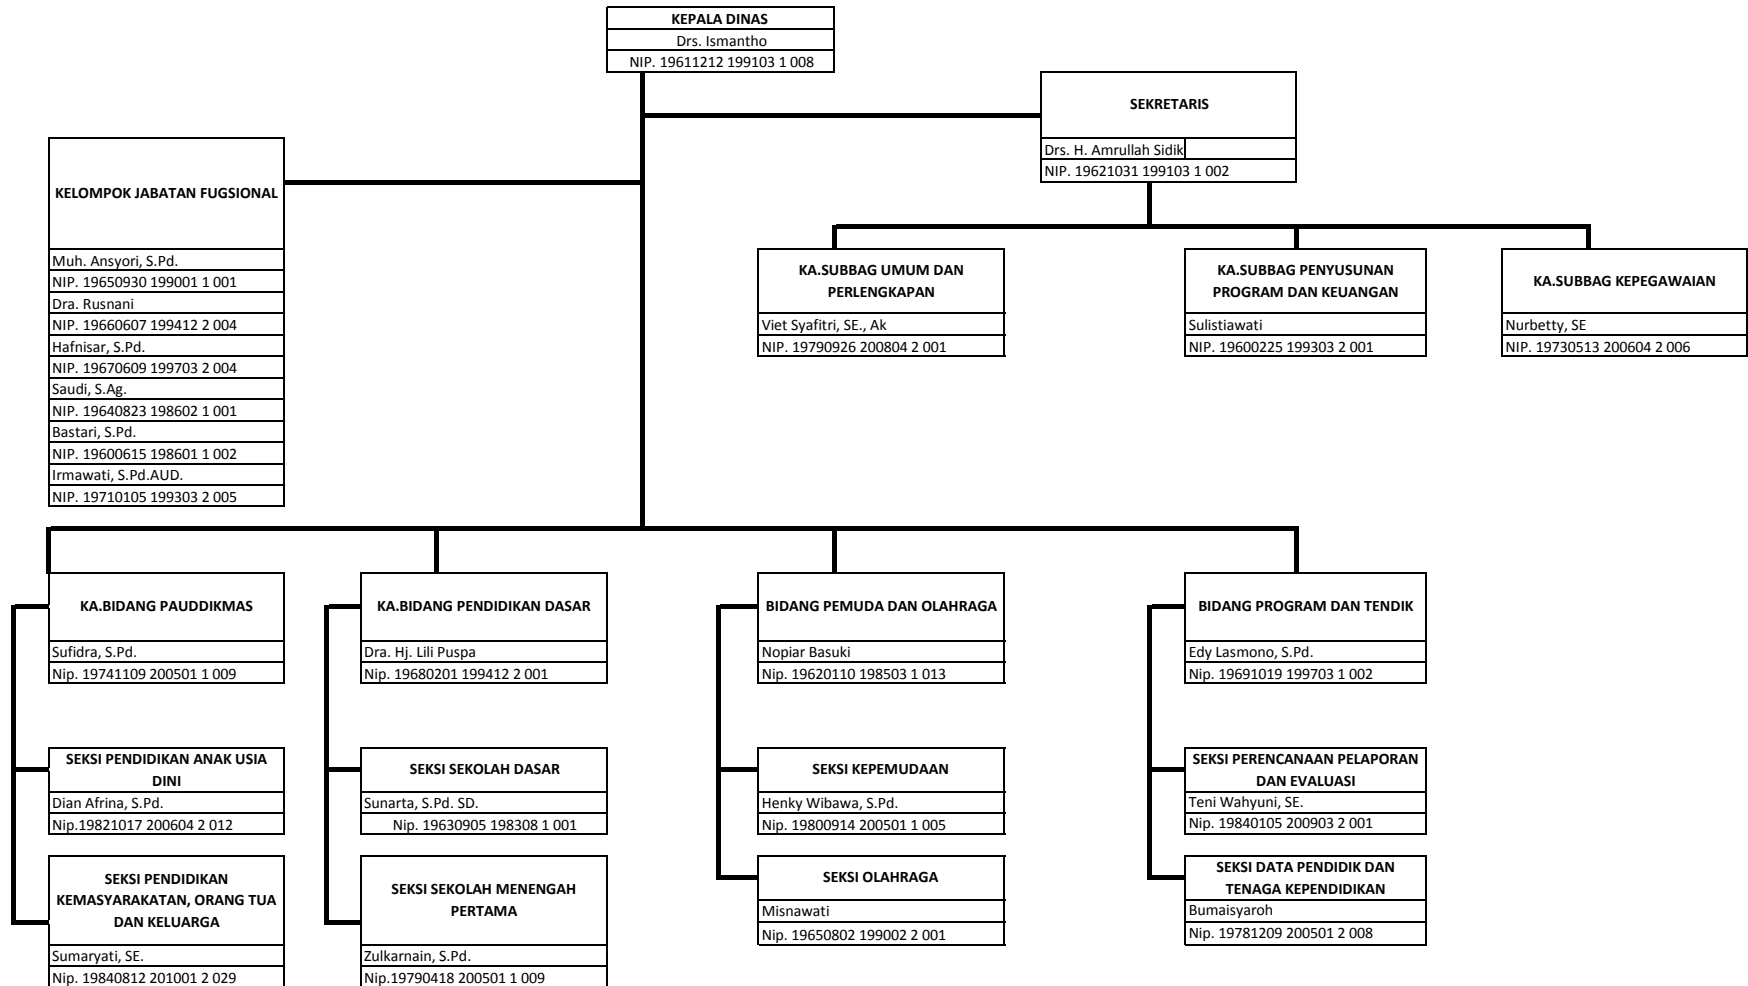 KEPALA DINAS
Drs. Ismantho
NIP. 19611212 199103 1 008
SEKRETARIS
Drs. H. Amrullah Sidik
NIP. 19621031 199103 1 002
KELOMPOK JABATAN FUGSIONAL
Muh. Ansyori, S.Pd.
NIP. 19650930 199001 1 001
Dra. Rusnani
NIP. 19660607 199412 2 004
Hafnisar, S.Pd.
NIP. 19670609 199703 2 004
Saudi, S.Ag.
NIP. 19640823 198602 1 001
Bastari, S.Pd.
NIP. 19600615 198601 1 002
Irmawati, S.Pd.AUD.
NIP. 19710105 199303 2 005
KA.SUBBAG UMUM DAN
PERLENGKAPAN
Viet Syafitri, SE., Ak
NIP. 19790926 200804 2 001
KA.SUBBAG PENYUSUNAN
PROGRAM DAN KEUANGAN
Sulistiawati
NIP. 19600225 199303 2 001
KA.SUBBAG KEPEGAWAIAN
Nurbetty, SE
NIP. 19730513 200604 2 006
KA.BIDANG PAUDDIKMAS
Sufidra, S.Pd.
Nip. 19741109 200501 1 009
KA.BIDANG PENDIDIKAN DASAR
Dra. Hj. Lili Puspa
Nip. 19680201 199412 2 001
BIDANG PEMUDA DAN OLAHRAGA
Nopiar Basuki
Nip. 19620110 198503 1 013
BIDANG PROGRAM DAN TENDIK
Edy Lasmono, S.Pd.
Nip. 19691019 199703 1 002
SEKSI PENDIDIKAN ANAK USIA
DINI
Dian Afrina, S.Pd.
Nip.19821017 200604 2 012
SEKSI SEKOLAH DASAR
Sunarta, S.Pd. SD.
Nip. 19630905 198308 1 001
SEKSI KEPEMUDAAN
Henky Wibawa, S.Pd.
Nip. 19800914 200501 1 005
SEKSI PERENCANAAN PELAPORAN
DAN EVALUASI
Teni Wahyuni, SE.
Nip. 19840105 200903 2 001
SEKSI PENDIDIKAN
KEMASYARAKATAN, ORANG TUA
DAN KELUARGA
Sumaryati, SE.
Nip. 19840812 201001 2 029
SEKSI SEKOLAH MENENGAH
PERTAMA
Zulkarnain, S.Pd.
Nip.19790418 200501 1 009
SEKSI OLAHRAGA
Misnawati
Nip. 19650802 199002 2 001
SEKSI DATA PENDIDIK DAN
TENAGA KEPENDIDIKAN
Bumaisyaroh
Nip. 19781209 200501 2 008